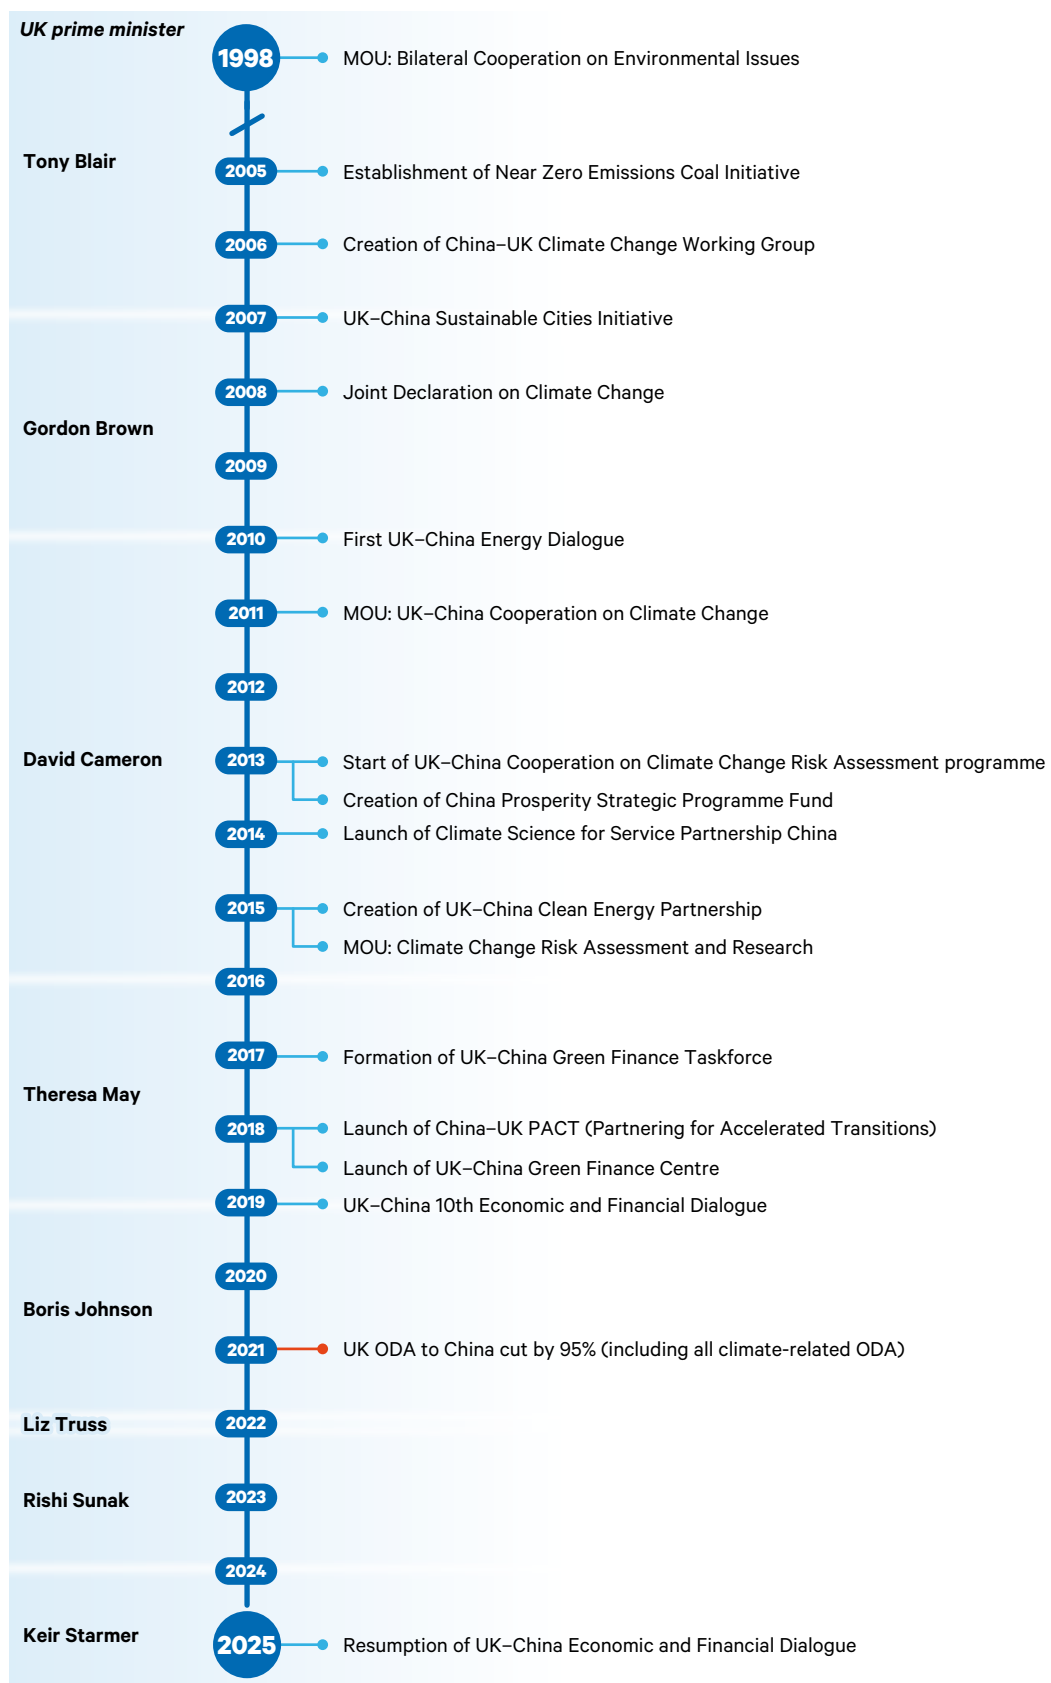 UK prime minister
1998
MOU: Bilateral Cooperation on Environmental Issues
Tony Blair
2005
Establishment of Near Zero Emissions Coal Initiative
2006
Creation of China–UK Climate Change Working Group
2007
UK–China Sustainable Cities Initiative
2008
Joint Declaration on Climate Change
Gordon Brown
2009
2010
First UK–China Energy Dialogue
2011
MOU: UK–China Cooperation on Climate Change
2012
David Cameron
2013
Start of UK–China Cooperation on Climate Change Risk Assessment programme
Creation of China Prosperity Strategic Programme Fund
2014
Launch of Climate Science for Service Partnership China
2015
Creation of UK–China Clean Energy Partnership
MOU: Climate Change Risk Assessment and Research
2016
2017
Formation of UK–China Green Finance Taskforce
Theresa May
2018
Launch of China–UK PACT (Partnering for Accelerated Transitions)
Launch of UK–China Green Finance Centre
2019
UK–China 10th Economic and Financial Dialogue
2020
Boris Johnson
2021
UK ODA to China cut by 95% (including all climate-related ODA)
Liz Truss
2022
Rishi Sunak
2023
2024
Keir Starmer
2025
Resumption of UK–China Economic and Financial Dialogue